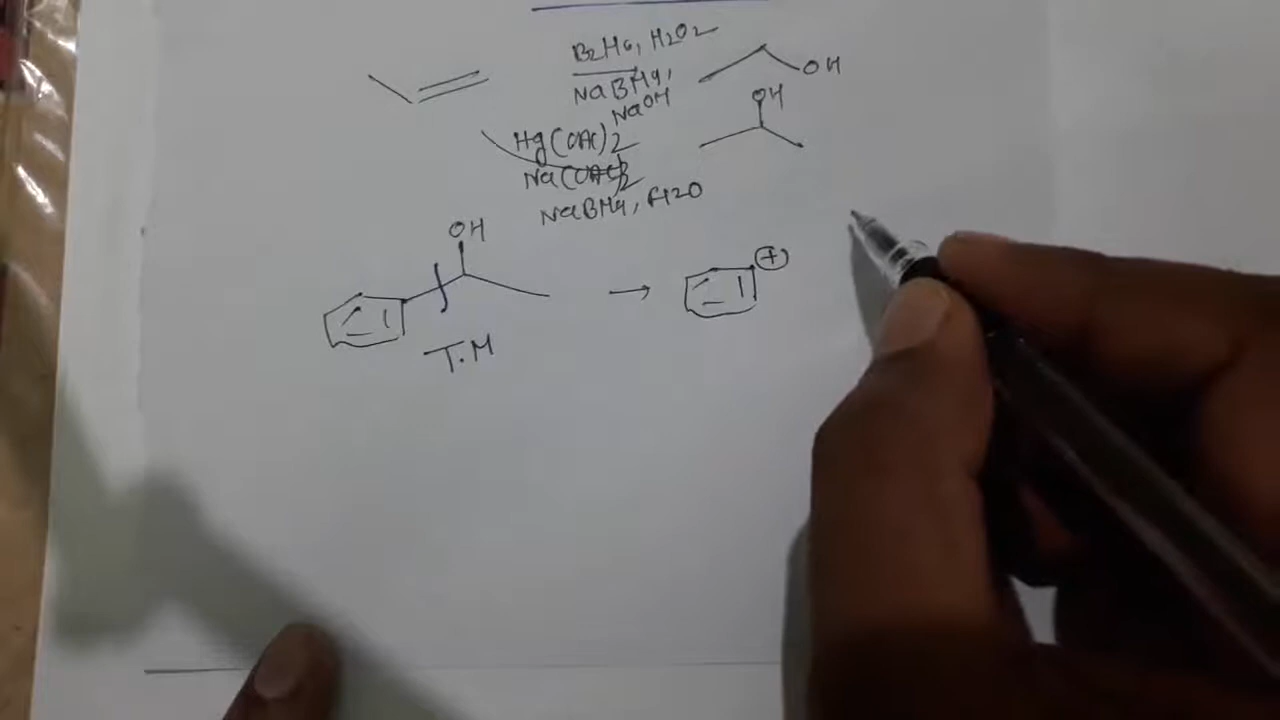 B2H6, H2O2
NaBH4,
NaOH
OH
OH
Hg(OAc)2
Na(OAc)2
NaBH4, H2O
OH
+
T.M